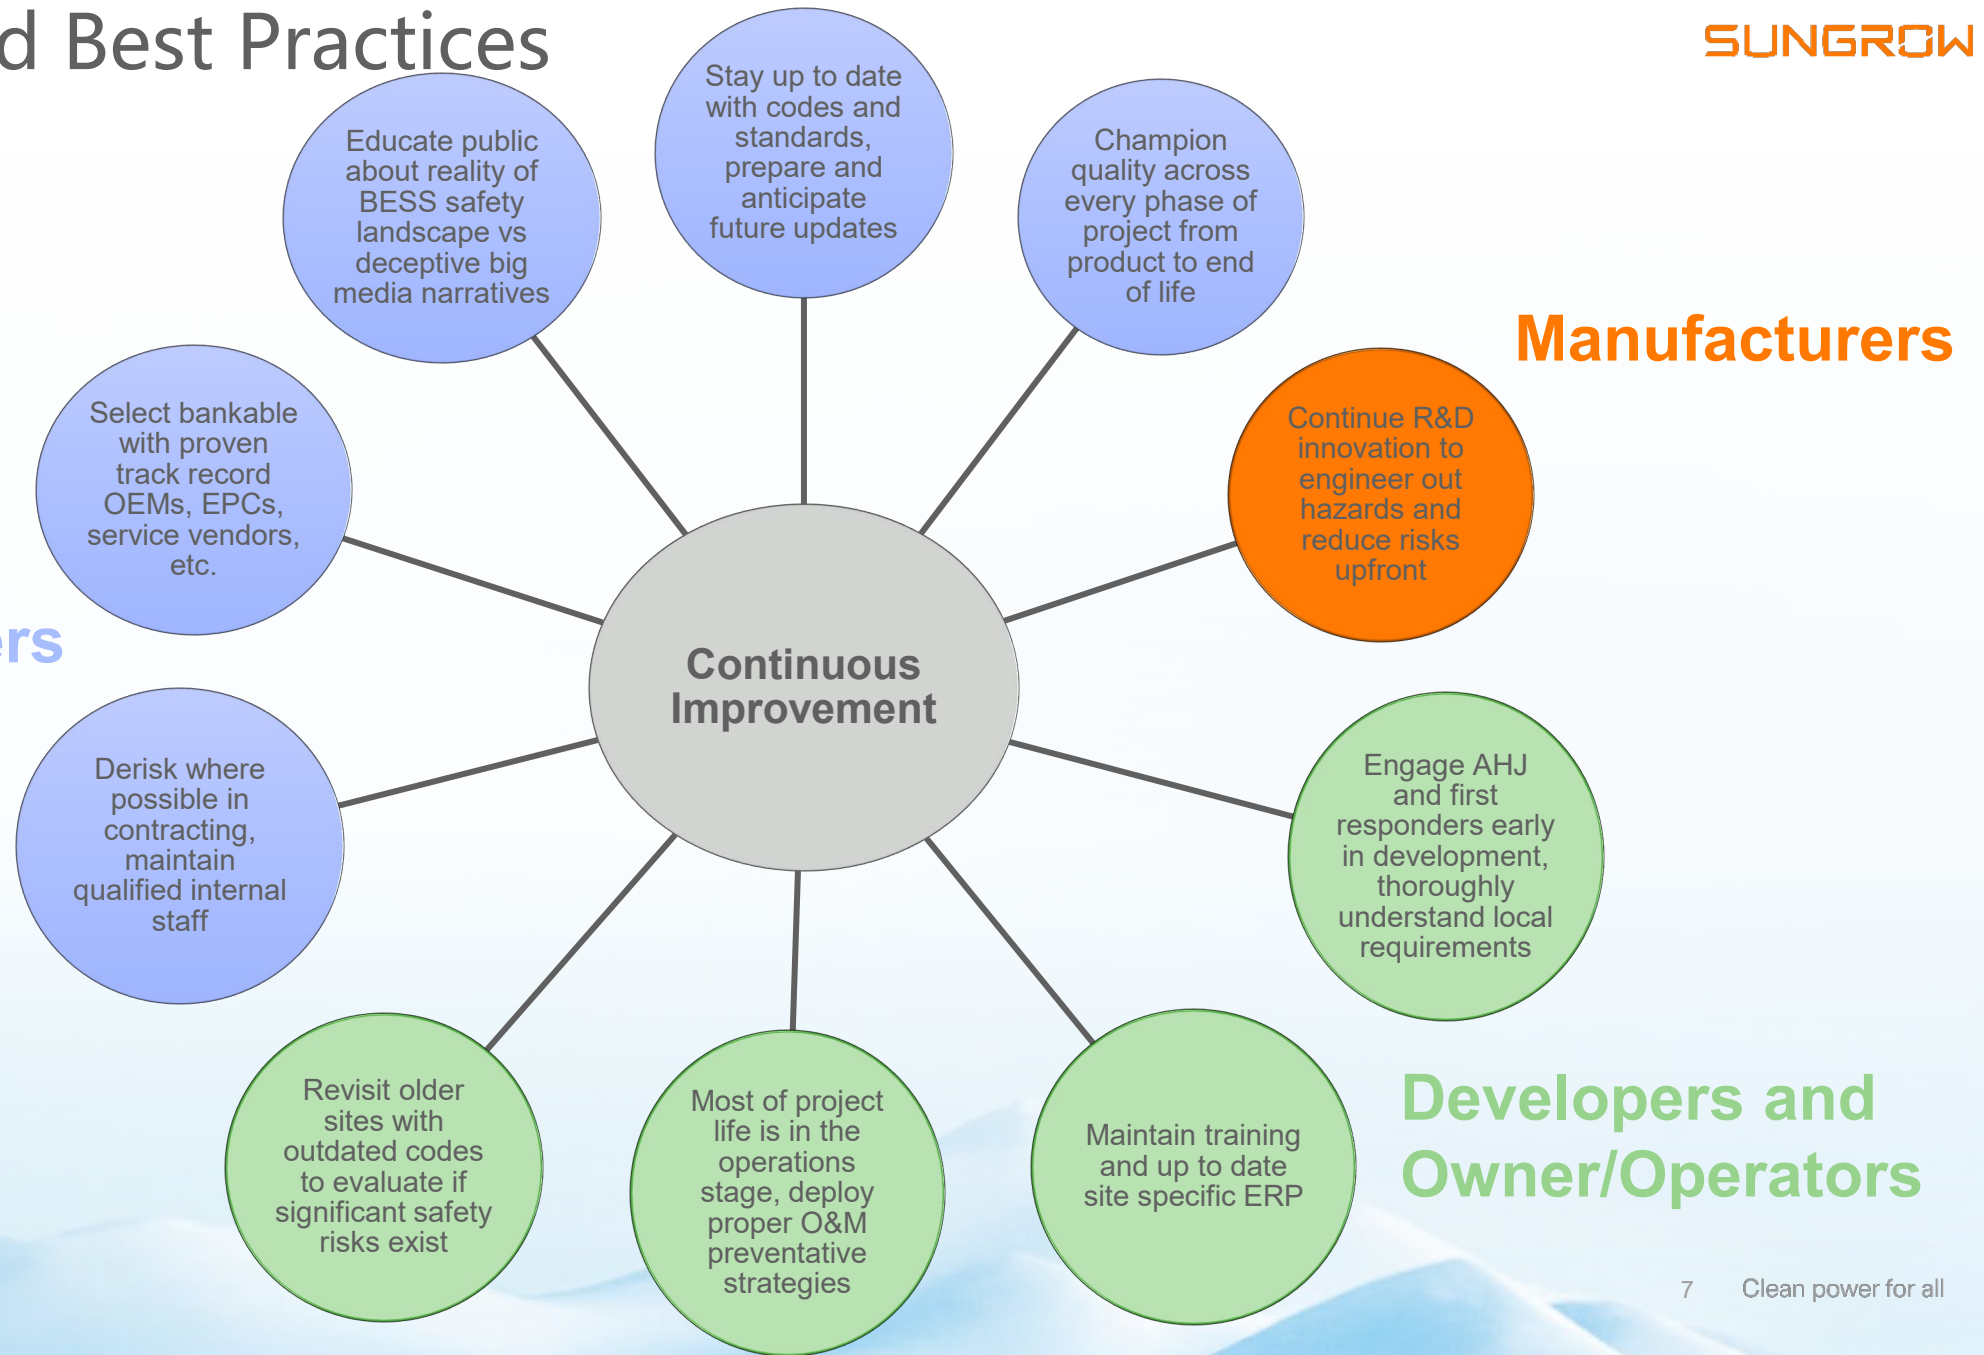 d Best Practices
SUNGROW
Educate public
about reality of
BESS safety
landscape vs
deceptive big
media narratives
Stay up to date
with codes and
standards,
prepare and
anticipate
future updates
Champion
quality across
every phase of
project from
product to end
of life
Manufacturers
Select bankable
with proven
track record
OEMs, EPCs,
service vendors,
etc.
Continue R&D
innovation to
engineer out
hazards and
reduce risks
upfront
ers
Continuous
Improvement
Derisk where
possible in
contracting,
maintain
qualified internal
staff
Engage AHJ
and first
responders early
in development,
thoroughly
understand local
requirements
Revisit older
sites with
outdated codes
to evaluate if
significant safety
risks exist
Most of project
life is in the
operations
stage, deploy
proper O&M
preventative
strategies
Maintain training
and up to date
site specific ERP
Developers and
Owner/Operators
7 Clean power for all